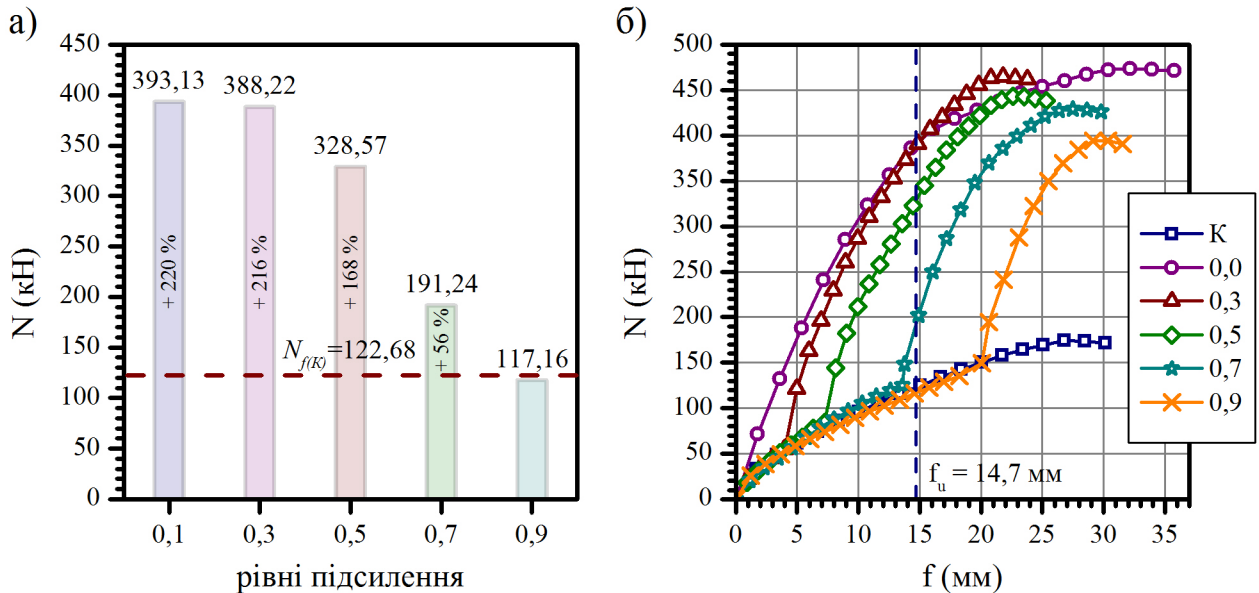 а)
N (кН)
450
400
350
300
250
200
150
100
50
0
393,13
388,22
328,57
191,24
117,16
+ 220 %
+ 216 %
+ 168 %
+ 56 %
N f(К)=122,68
0,1 0,3 0,5 0,7 0,9
рівні підсилення
б)
N (кН)
500
450
400
350
300
250
200
150
100
50
0
fu = 14,7 мм
0 5 10 15 20 25 30 35
f (мм)
К
0,0
0,3
0,5
0,7
0,9